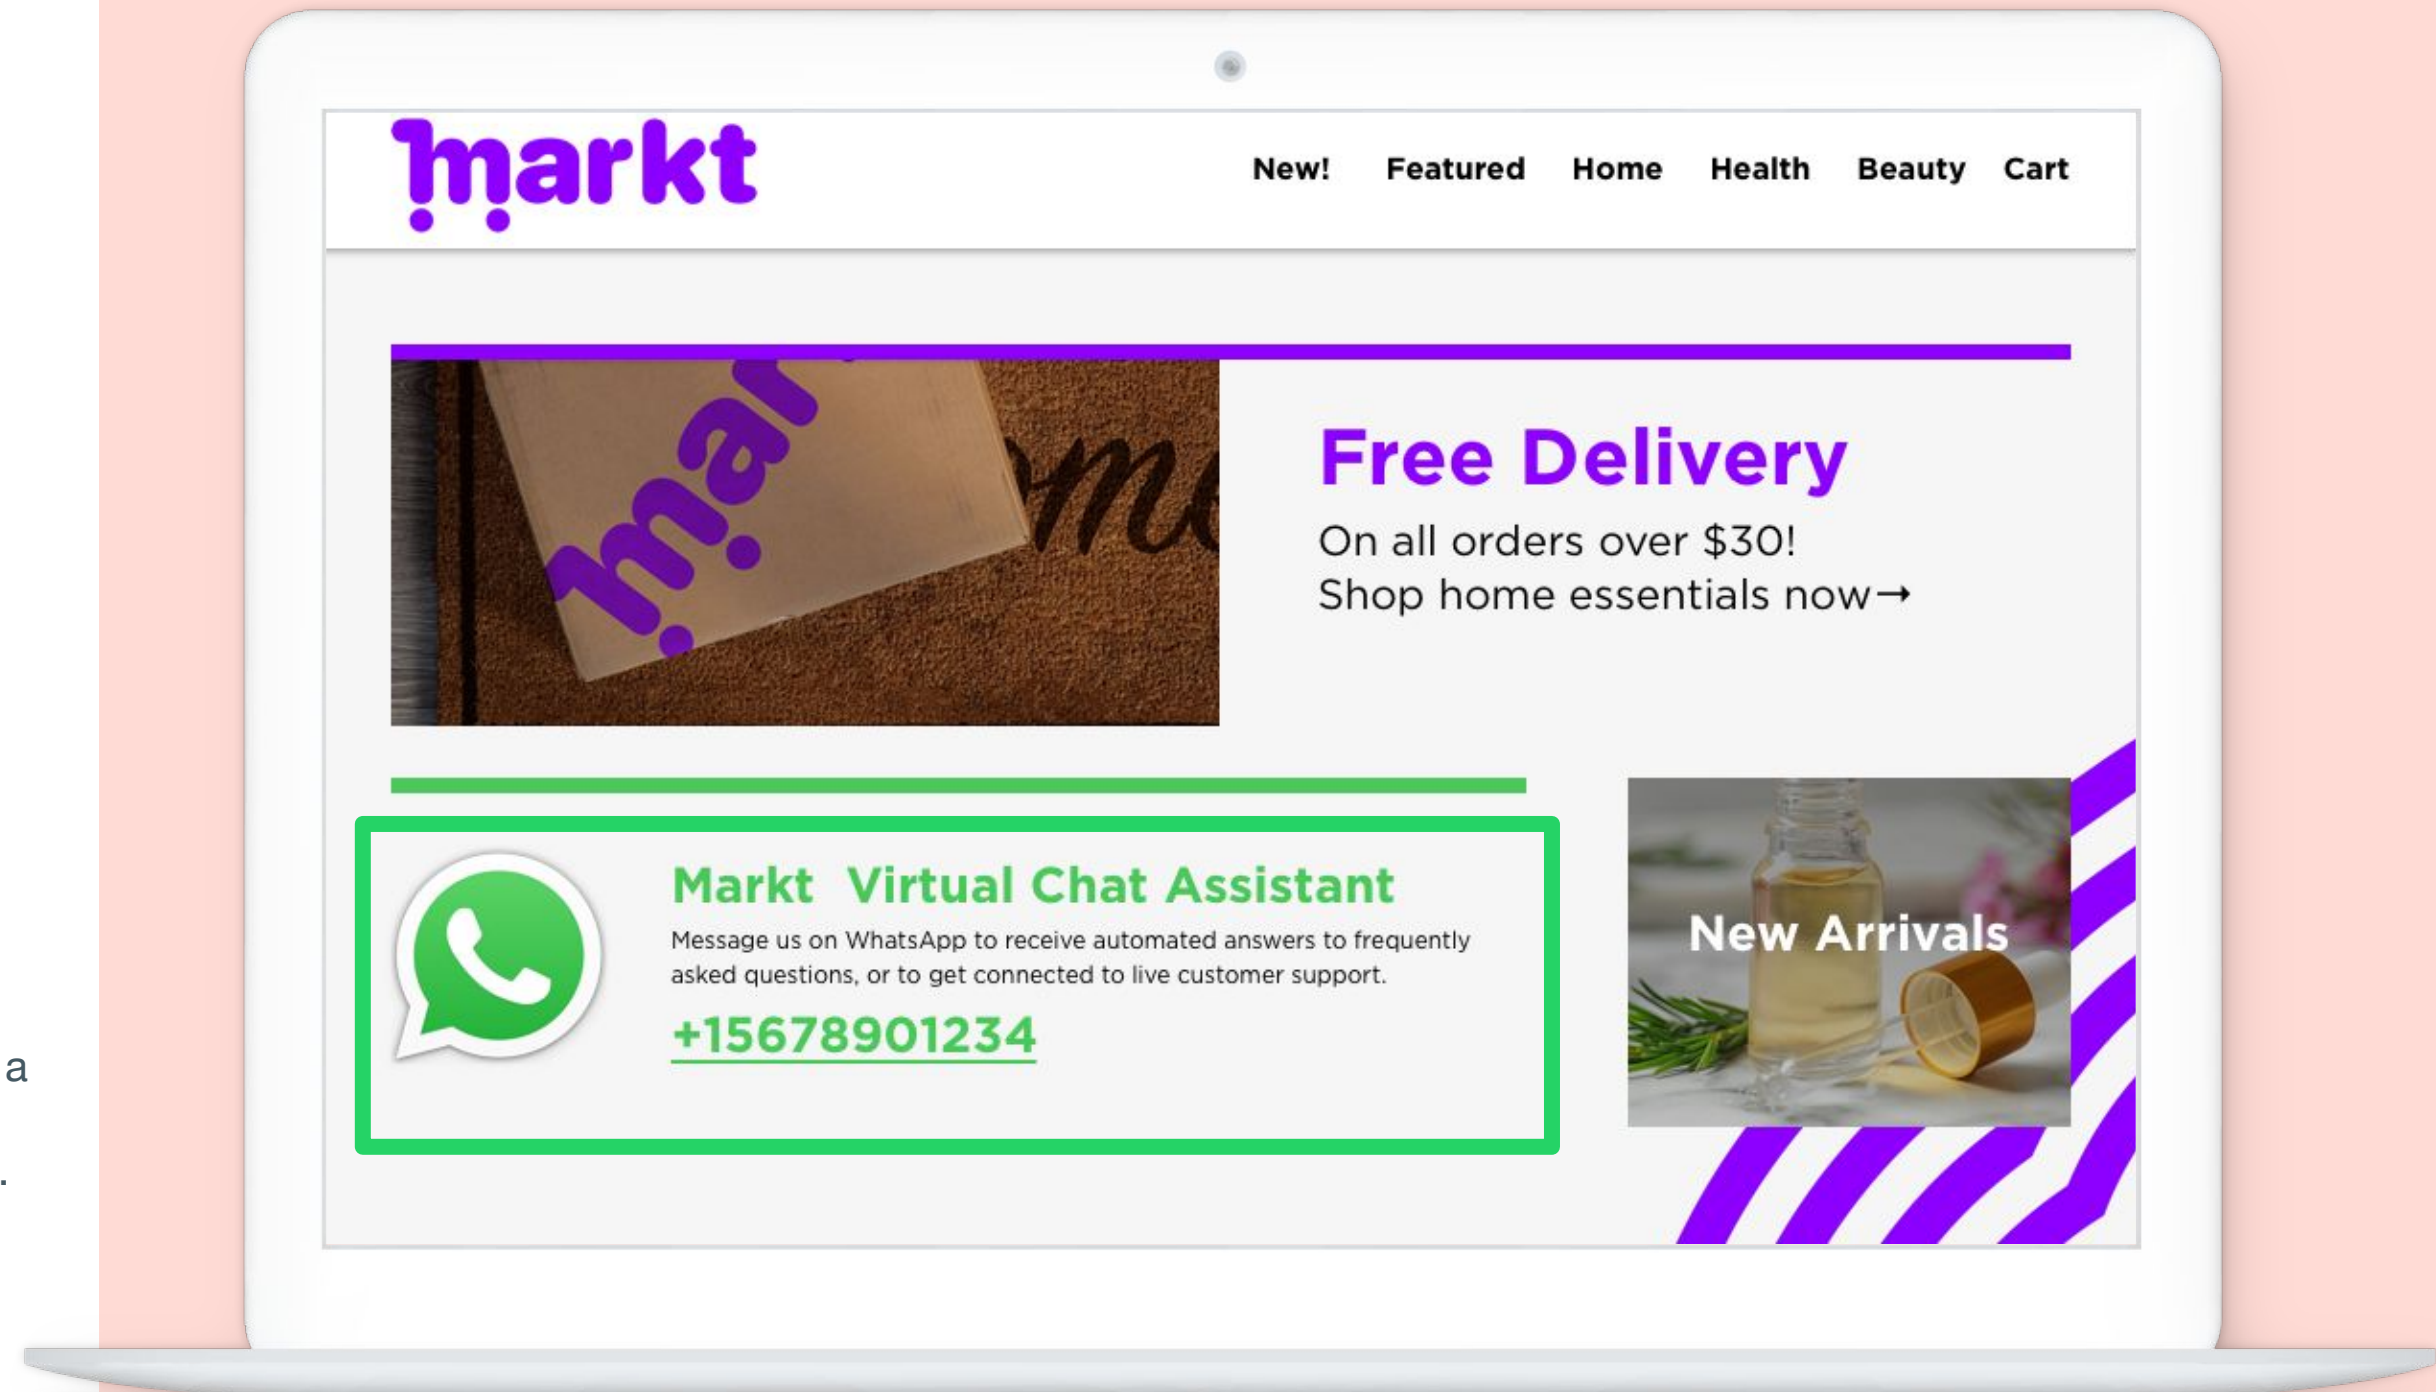 markt
New! Featured Home Health Beauty Cart
mar
ome
Free Delivery
On all orders over $30!
Shop home essentials now→
Markt Virtual Chat Assistant
Message us on WhatsApp to receive automated answers to frequently
asked questions, or to get connected to live customer support.
+15678901234
New Arrivals
a
.